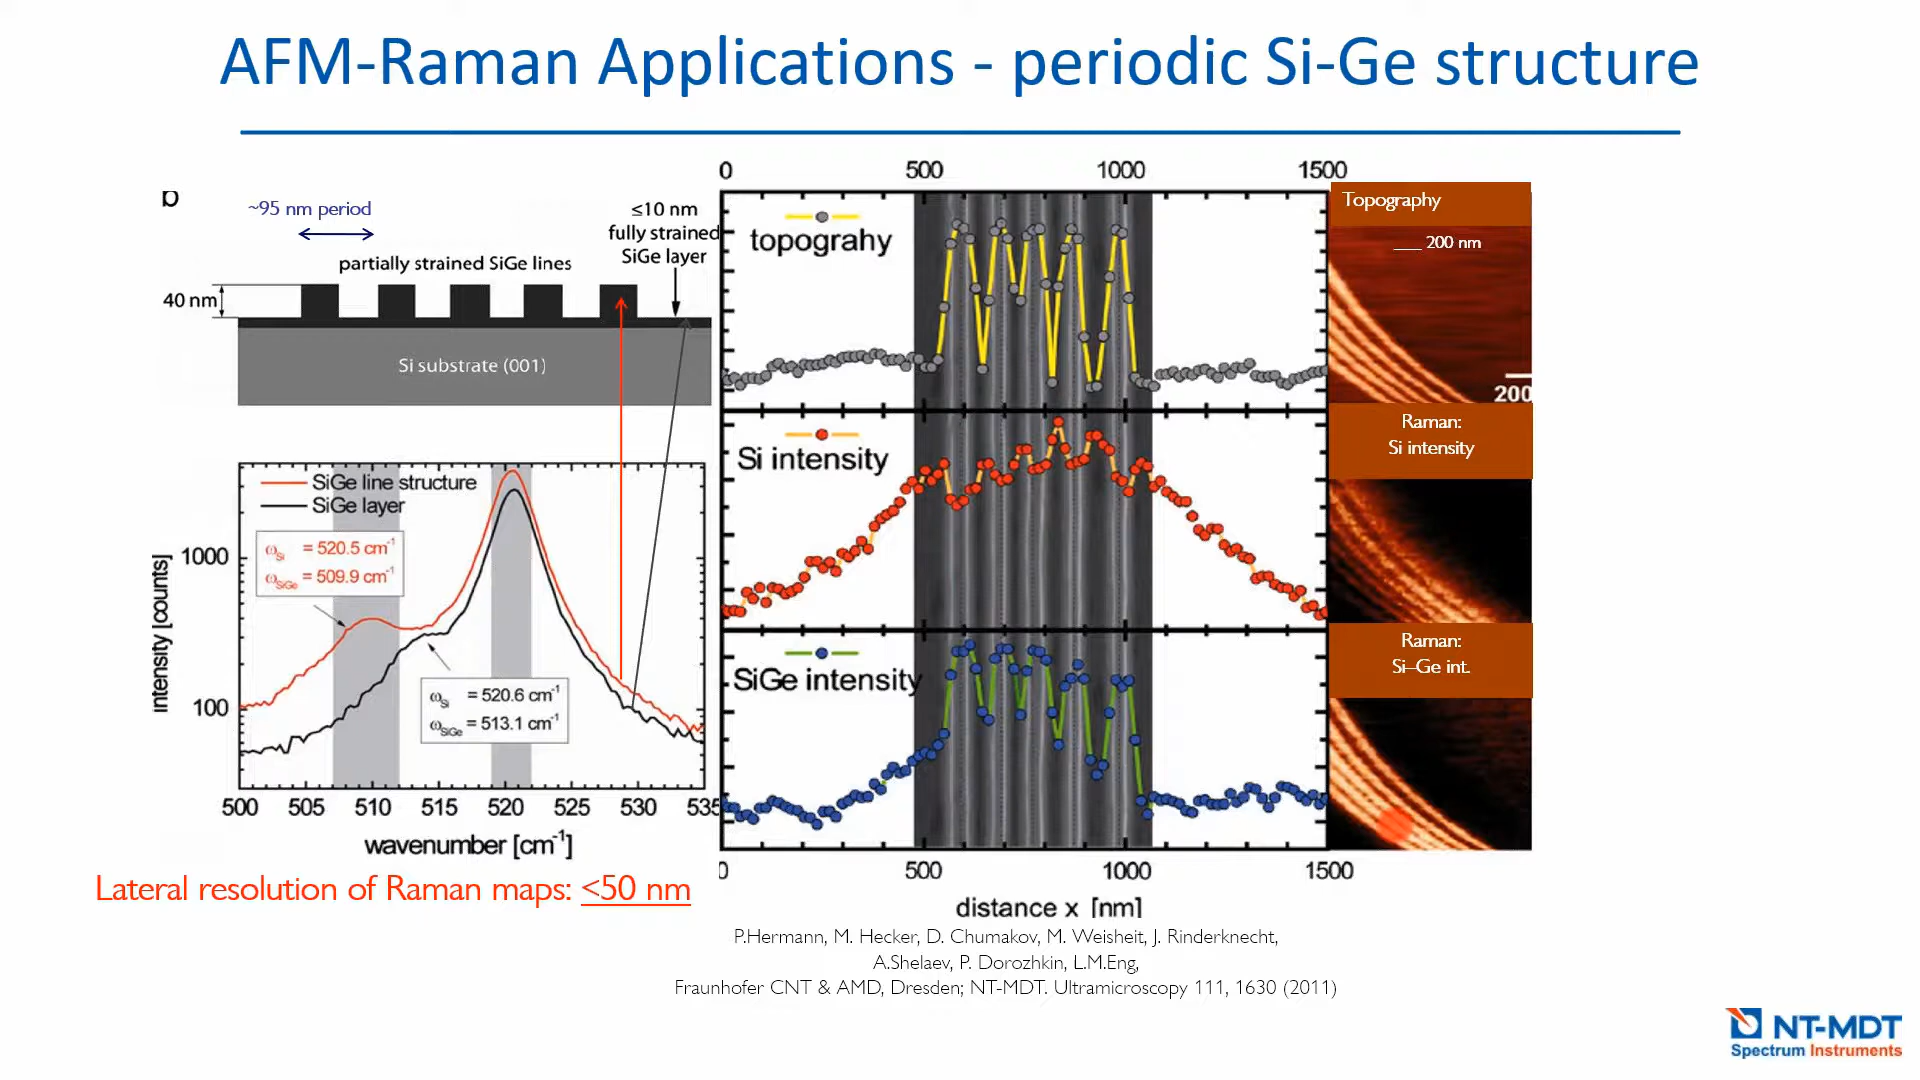 AFM-Raman Applications - periodic Si-Ge structure
b
~95 nm period
≤10 nm
fully strained
SiGe layer
partially strained SiGe lines
40 nm
Si substrate (001)
SiGe line structure
SiGe layer
ωSi = 520.5 cm-1
ωSiGe = 509.9 cm-1
ωSi = 520.6 cm-1
ωSiGe = 513.1 cm-1
intensity [counts]
1000
100
500 505 510 515 520 525 530 535
wavenumber [cm-1]
Lateral resolution of Raman maps: <50 nm
0 500 1000 1500
topograhy
Si intensity
SiGe intensity
0 500 1000 1500
distance x [nm]
Topography
200 nm
200
Raman:
Si intensity
Raman:
Si–Ge int.
P.Hermann, M. Hecker, D. Chumakov, M. Weisheit, J. Rinderknecht,
A.Shelaev, P. Dorozhkin, L.M.Eng,
Fraunhofer CNT & AMD, Dresden; NT-MDT. Ultramicroscopy 111, 1630 (2011)
NT-MDT
Spectrum Instruments